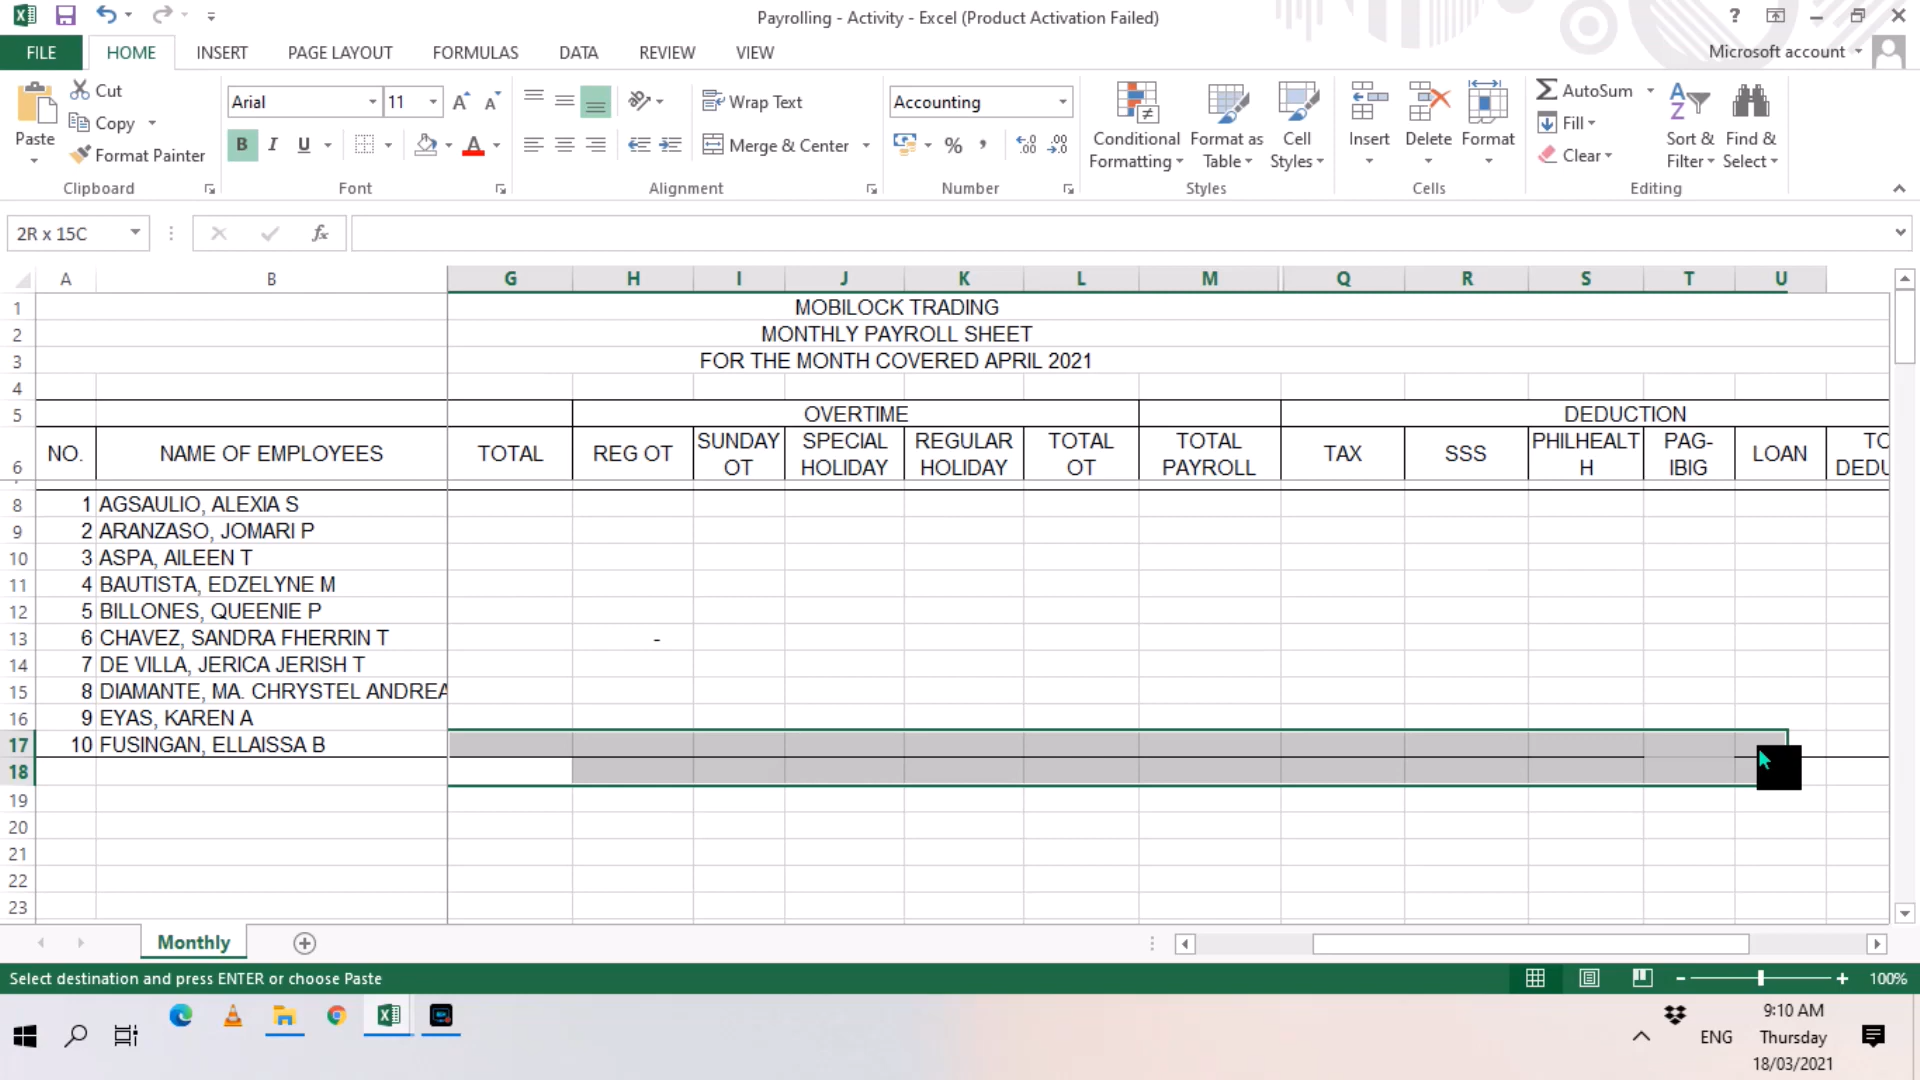 Payrolling - Activity - Excel (Product Activation Failed)
FILE HOME INSERT PAGE LAYOUT FORMULAS DATA REVIEW VIEW Microsoft account
Paste
Cut
Copy
Format Painter
Clipboard
Arial 11
B I U A
Font
Wrap Text
Merge & Center
Alignment
Accounting
%
Number
Conditional Formatting
Format as Table
Cell Styles
Styles
Insert Delete Format
Cells
AutoSum
Fill
Clear
Sort & Filter
Find & Select
Editing
2R x 15C fx
A B G H I J K L M Q R S T U
1 MOBILOCK TRADING
2 MONTHLY PAYROLL SHEET
3 FOR THE MONTH COVERED APRIL 2021
4
5 OVERTIME DEDUCTION
6 NO. NAME OF EMPLOYEES TOTAL REG OT SUNDAY OT SPECIAL HOLIDAY REGULAR HOLIDAY TOTAL OT TOTAL PAYROLL TAX SSS PHILHEALTH PAG-IBIG LOAN TO DEDU
8 1 AGSAULIO, ALEXIA S
9 2 ARANZASO, JOMARI P
10 3 ASPA, AILEEN T
11 4 BAUTISTA, EDZELYNE M
12 5 BILLONES, QUEENIE P
13 6 CHAVEZ, SANDRA FHERRIN T -
14 7 DE VILLA, JERICA JERISH T
15 8 DIAMANTE, MA. CHRYSTEL ANDREA
16 9 EYAS, KAREN A
17 10 FUSINGAN, ELLAISSA B
18
19
20
21
22
23
Monthly
Select destination and press ENTER or choose Paste 100%
9:10 AM
ENG Thursday
18/03/2021